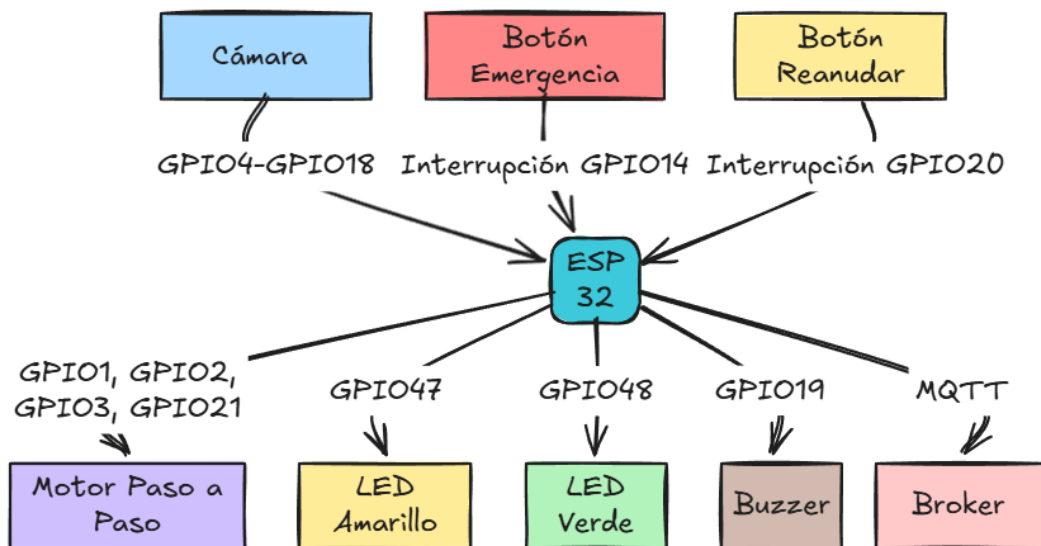 Cámara
Botón
Emergencia
Botón
Reanudar
GPIO4-GPIO18
Interrupción GPIO14
Interrupción GPIO20
ESP
32
GPIO1, GPIO2,
GPIO3, GPIO21
GPIO47
GPIO48
GPIO19
MQTT
Motor Paso a
Paso
LED
Amarillo
LED
Verde
Buzzer
Broker